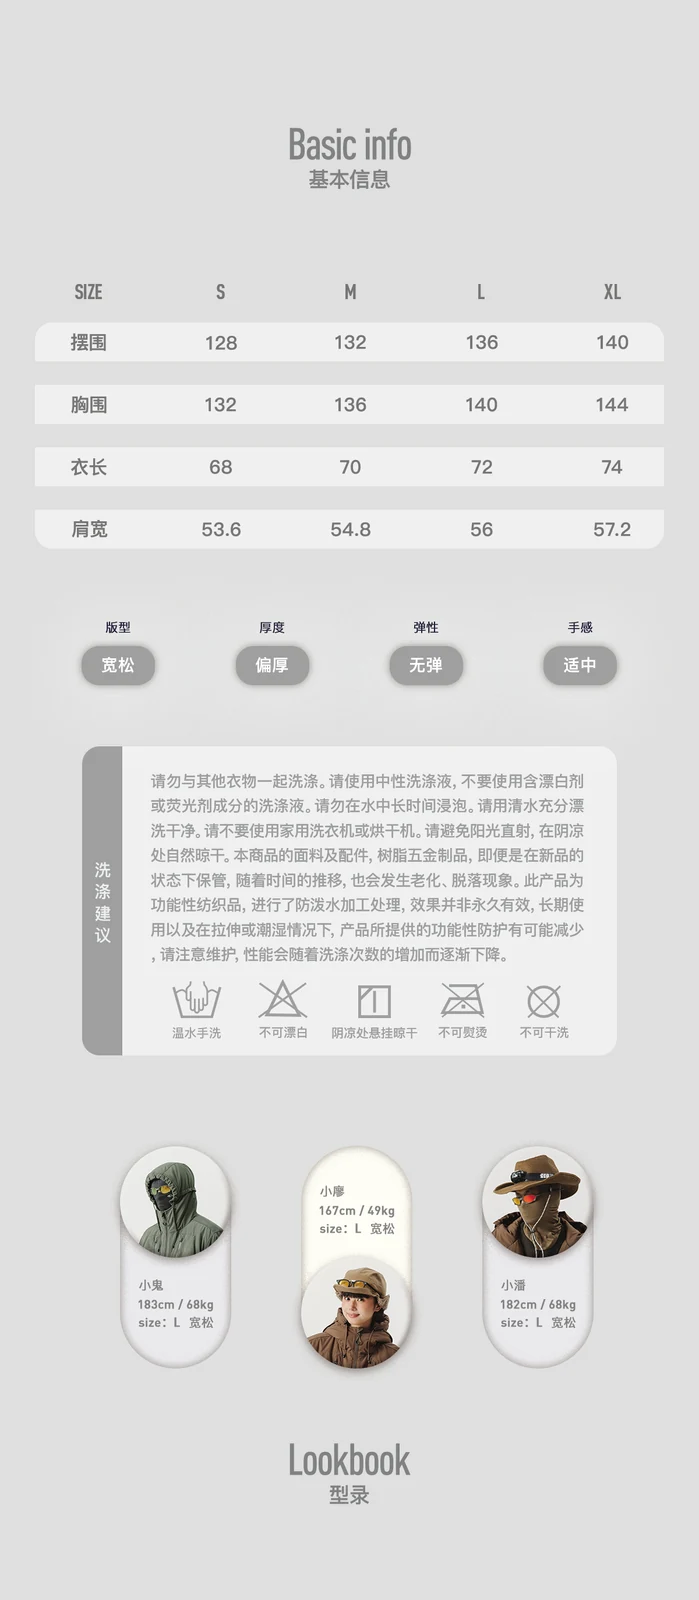 Basic info
基本信息
SIZE S M L XL
摆围 128 132 136 140
胸围 132 136 140 144
衣长 68 70 72 74
肩宽 53.6 54.8 56 57.2
版型 厚度 弹性 手感
宽松 偏厚 无弹 适中
洗涤建议
请勿与其他衣物一起洗涤。请使用中性洗涤液, 不要使用含漂白剂
或荧光剂成分的洗涤液。请勿在水中长时间浸泡。请用清水充分漂
洗干净。请不要使用家用洗衣机或烘干机。请避免阳光直射, 在阴凉
处自然晾干。本商品的面料及配件, 树脂五金制品, 即便是在新品的
状态下保管, 随着时间的推移, 也会发生老化、脱落现象。此产品为
功能性纺织品, 进行了防泼水加工处理, 效果并非永久有效, 长期使
用以及在拉伸或潮湿情况下, 产品所提供的功能性防护有可能减少
, 请注意维护, 性能会随着洗涤次数的增加而逐渐下降。
温水手洗 不可漂白 阴凉处悬挂晾干 不可熨烫 不可干洗
小鬼
183cm / 68kg
size: L 宽松
小廖
167cm / 49kg
size: L 宽松
小潘
182cm / 68kg
size: L 宽松
Lookbook
型录